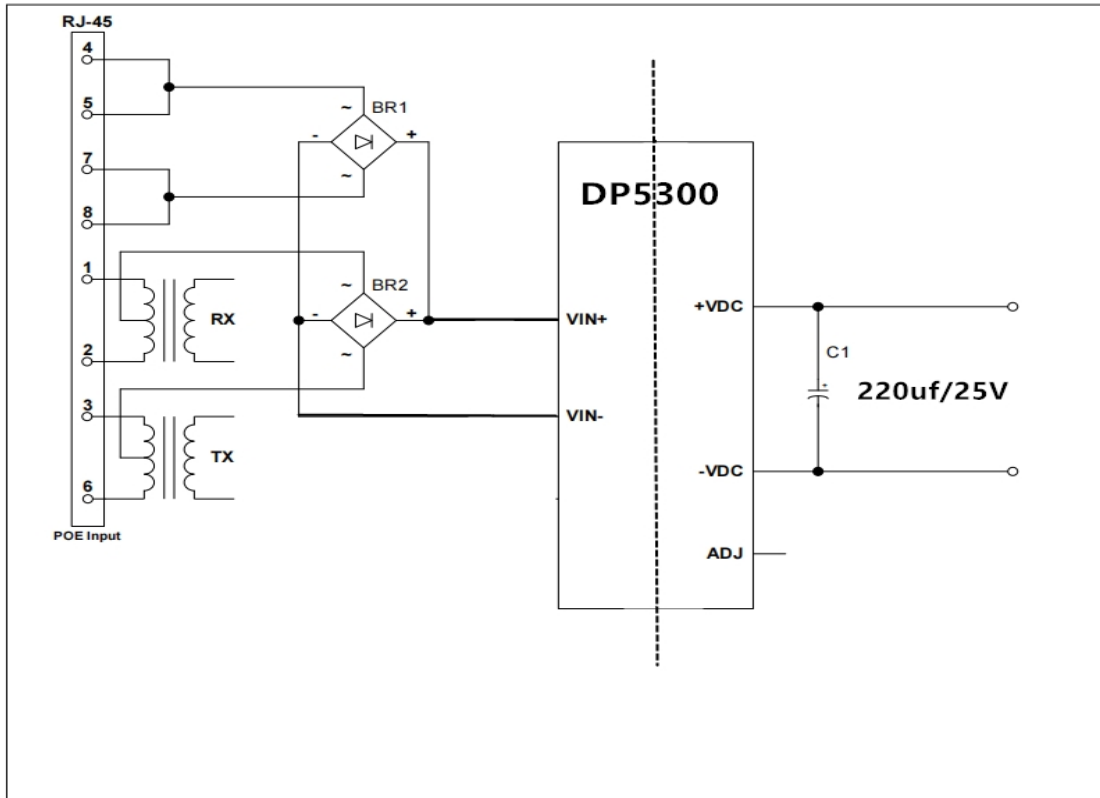 RJ-45
4
5
7
8
1
2
3
6
POE Input
~ BR1
- +
~
~ BR2
- +
~
RX
TX
DP5300
VIN+
VIN-
+VDC
-VDC
ADJ
C1
+
220uf/25V